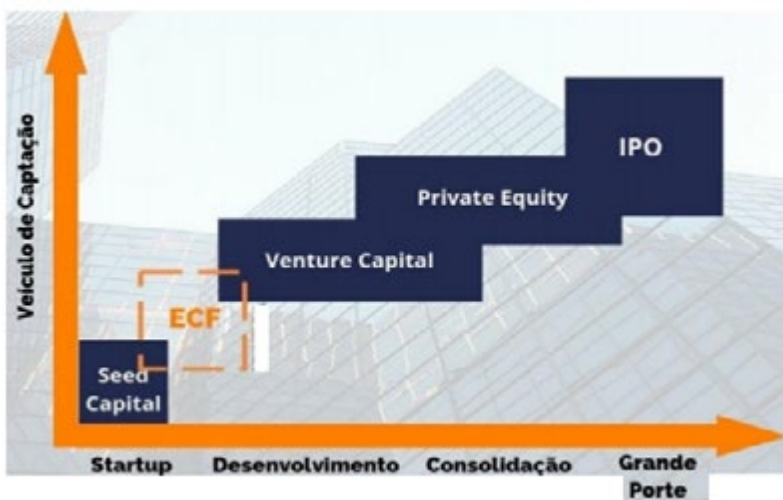 Veículo de Captação
IPO
Private Equity
Venture Capital
ECF
Seed
Capital
Startup
Desenvolvimento
Consolidação
Grande
Porte